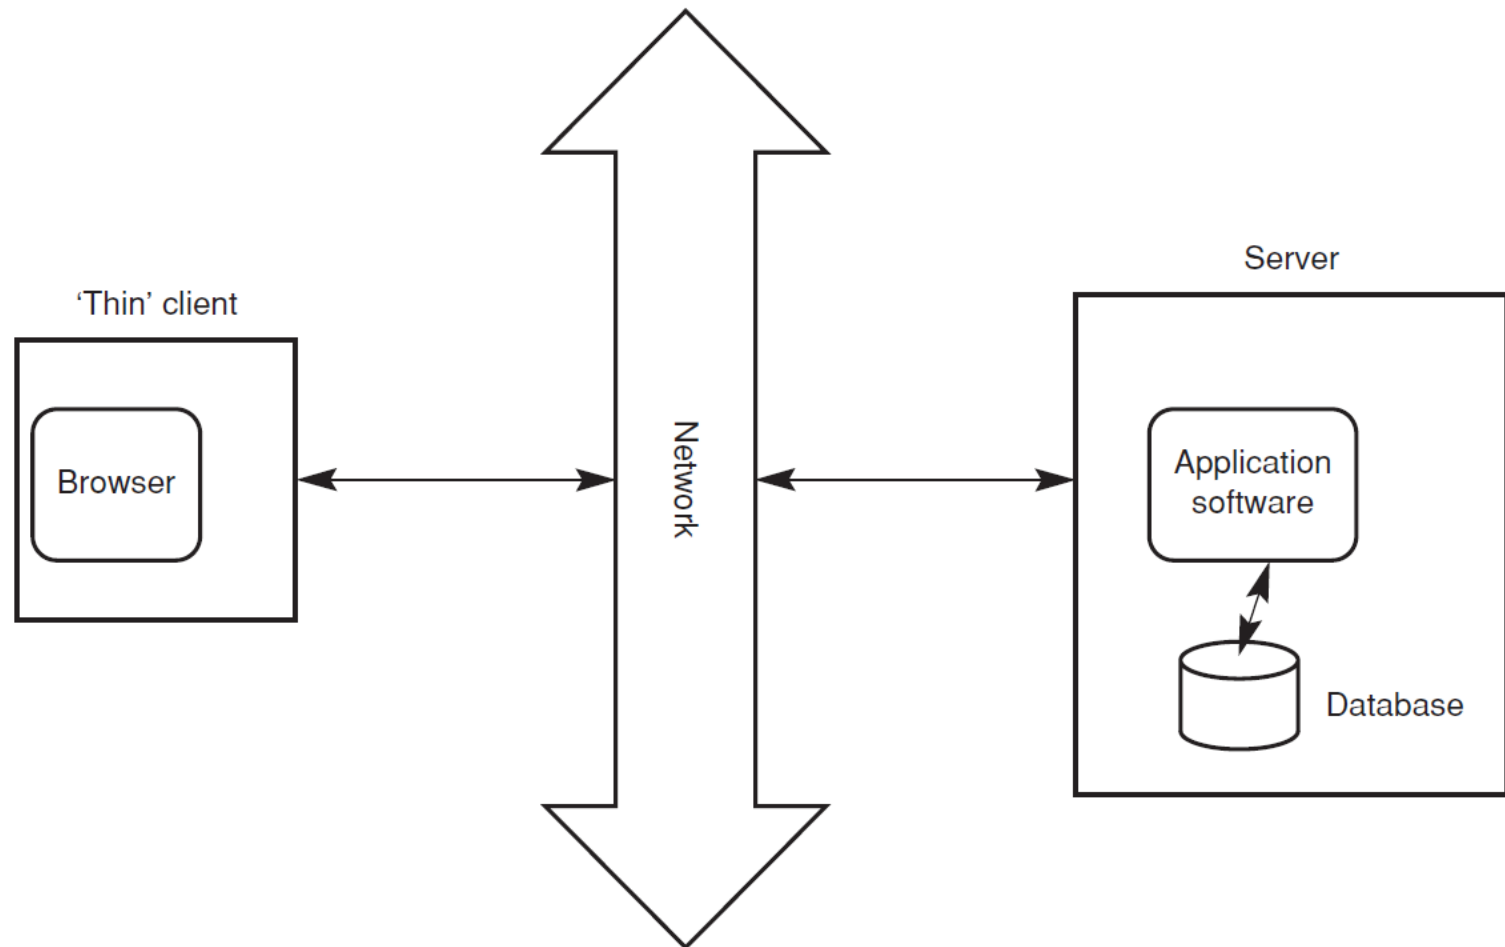 ‘Thin’ client
Browser
Network
Server
Application
software
Database